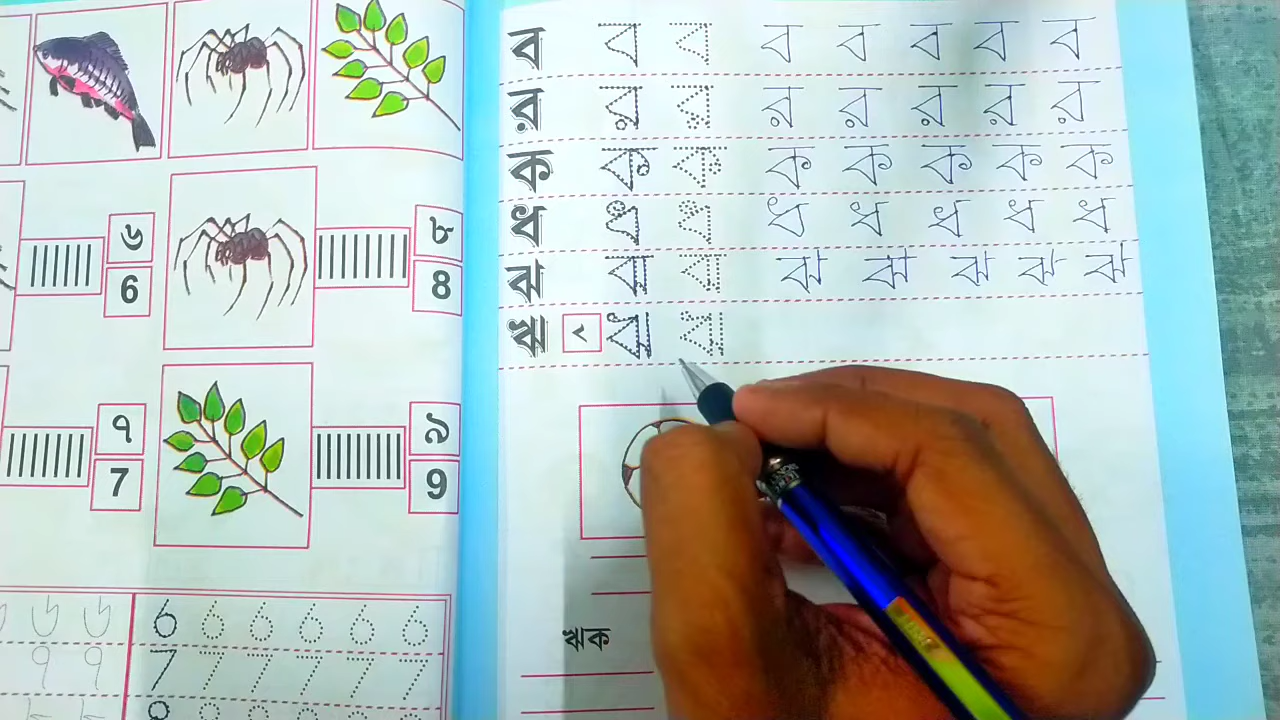 ৬
6
৮
8
৭
7
৯
9
6 6 6 6 6 6
7 7 7 7 7 7
ব ব ব ব ব ব ব ব
র র র র র র র র
ক ক ক ক ক ক ক ক
ধ ধ ধ ধ ধ ধ ধ ধ
ঝ ঝ ঝ ঝ ঝ ঝ ঝ ঝ
ঋ ঋ ঋ
ঋক